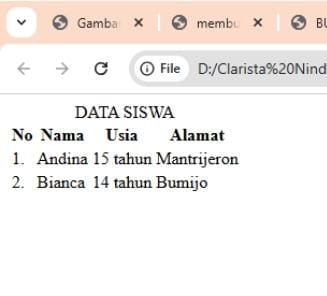 Gamba
membu
BU
File
D:/Clarista%20Nind
DATA SISWA
No Nama Usia Alamat
1. Andina 15 tahun Mantrijeron
2. Bianca 14 tahun Bumijo